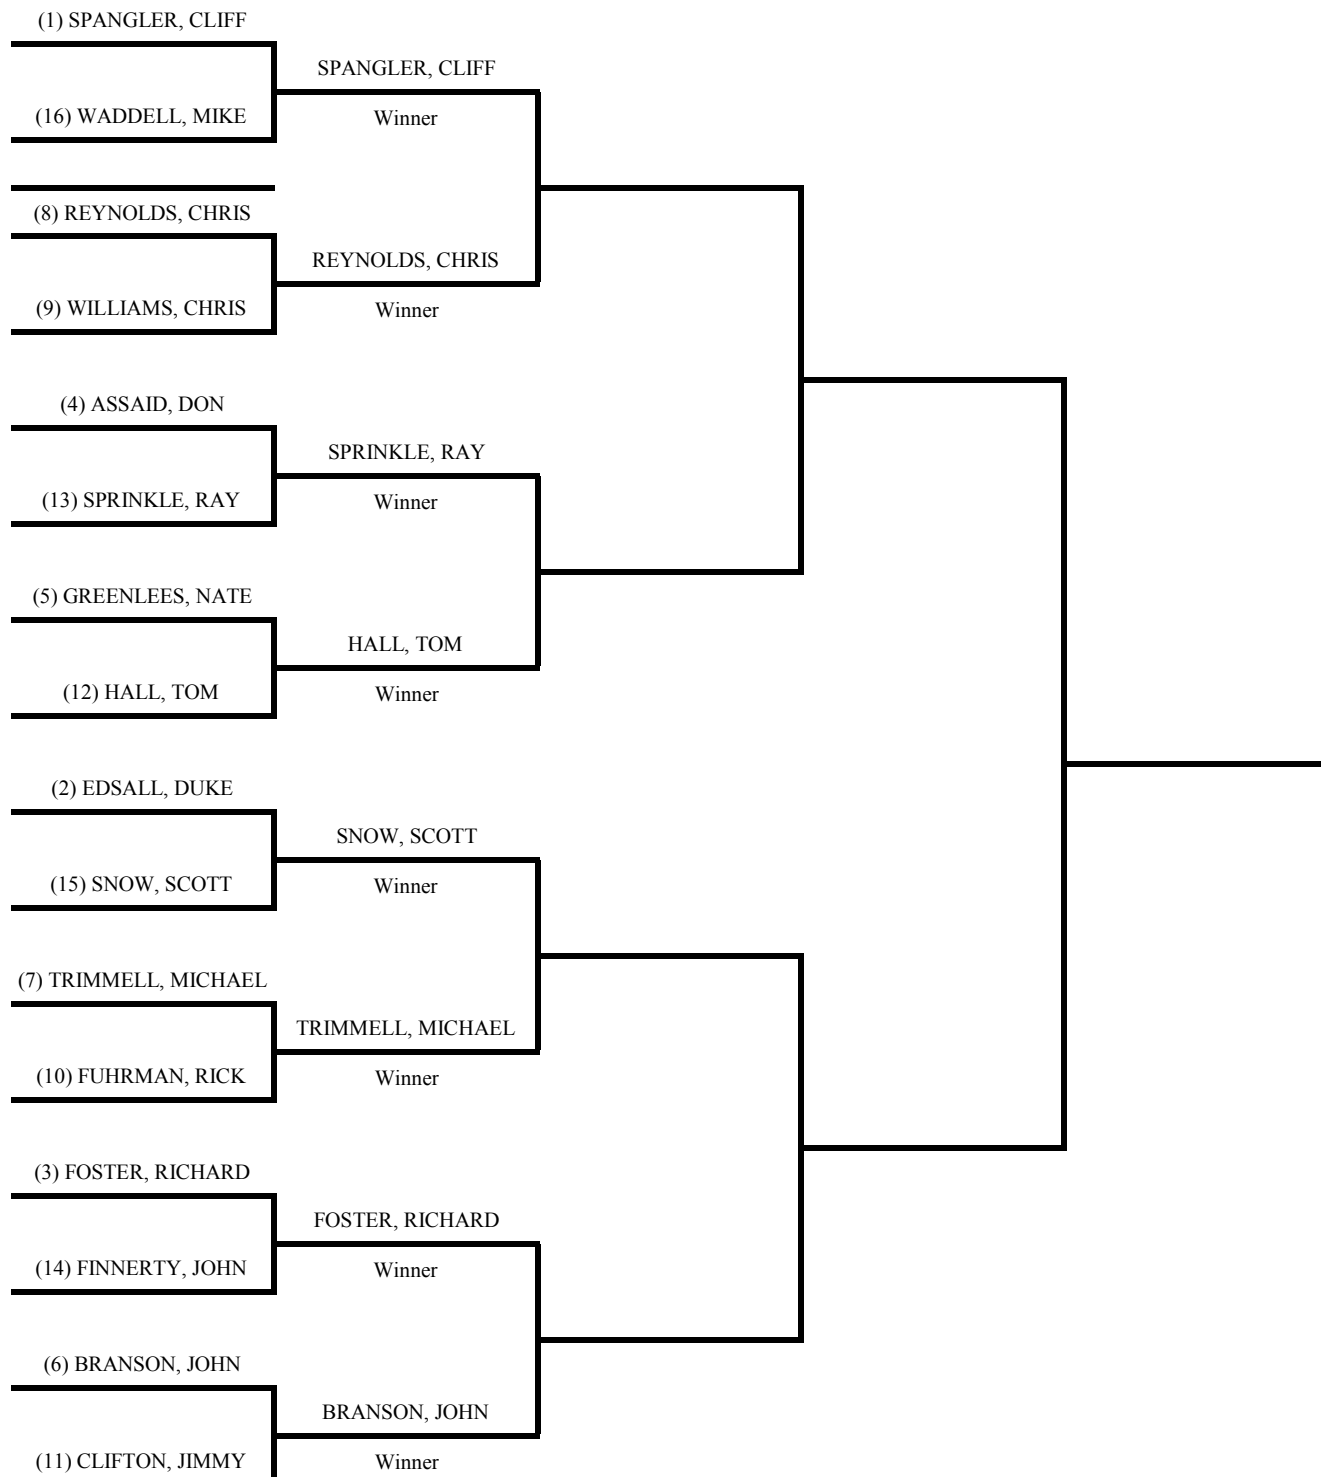 (1) SPANGLER, CLIFF
SPANGLER, CLIFF
(16) WADDELL, MIKE
Winner
(8) REYNOLDS, CHRIS
REYNOLDS, CHRIS
(9) WILLIAMS, CHRIS
Winner
(4) ASSAID, DON
SPRINKLE, RAY
(13) SPRINKLE, RAY
Winner
(5) GREENLEES, NATE
HALL, TOM
(12) HALL, TOM
Winner
(2) EDSALL, DUKE
SNOW, SCOTT
(15) SNOW, SCOTT
Winner
(7) TRIMMELL, MICHAEL
TRIMMELL, MICHAEL
(10) FUHRMAN, RICK
Winner
(3) FOSTER, RICHARD
FOSTER, RICHARD
(14) FINNERTY, JOHN
Winner
(6) BRANSON, JOHN
BRANSON, JOHN
(11) CLIFTON, JIMMY
Winner